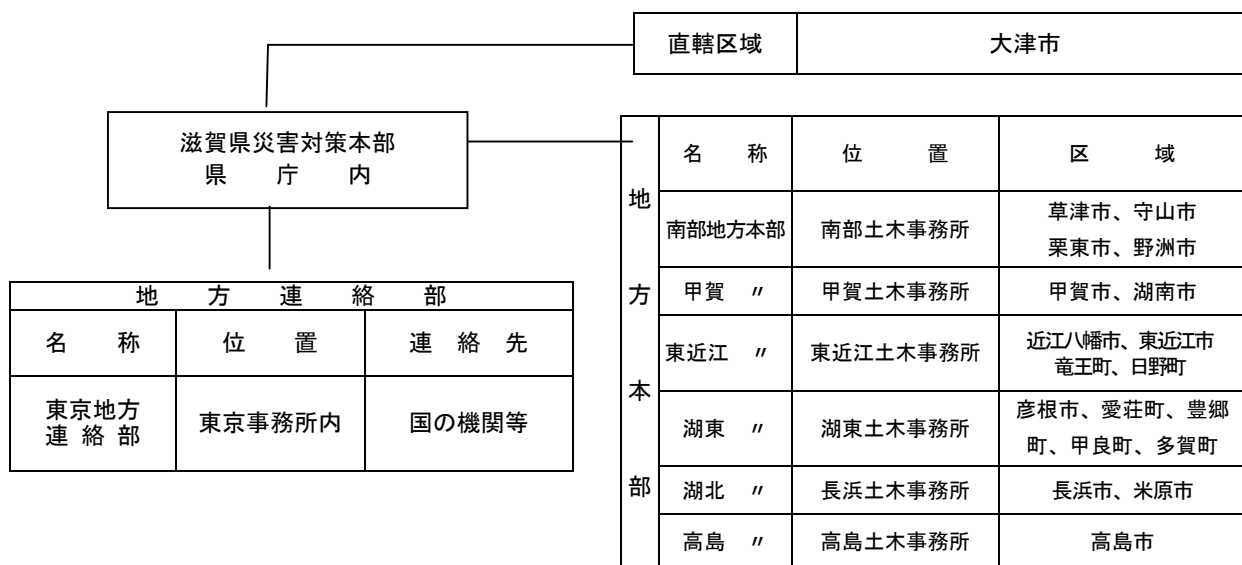 直轄区域 大津市
滋賀県災害対策本部
県庁内
地方連絡部
名称 位置 連絡先
東京地方
連絡部 東京事務所内 国の機関等
地方本部
名称 位置 区域
南部地方本部 南部土木事務所 草津市、守山市
栗東市、野洲市
甲賀 〃 甲賀土木事務所 甲賀市、湖南市
東近江 〃 東近江土木事務所 近江八幡市、東近江市
竜王町、日野町
湖東 〃 湖東土木事務所 彦根市、愛荘町、豊郷
町、甲良町、多賀町
湖北 〃 長浜土木事務所 長浜市、米原市
高島 〃 高島土木事務所 高島市